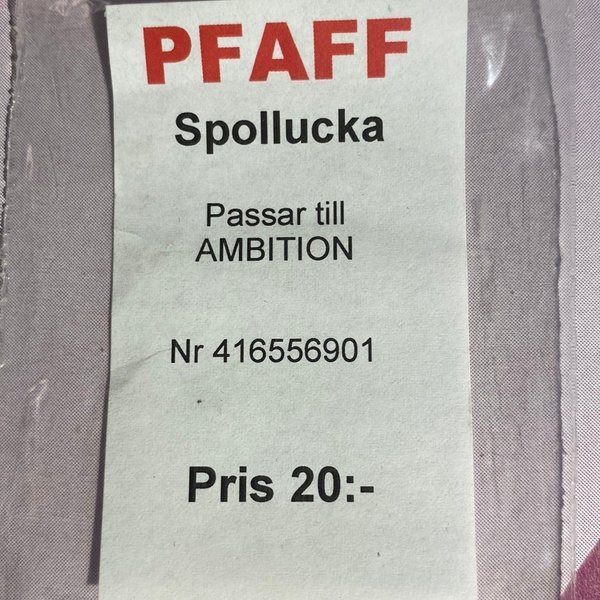 PFAFF
Spollucka
Passar till
AMBITION
Nr 416556901
Pris 20:-